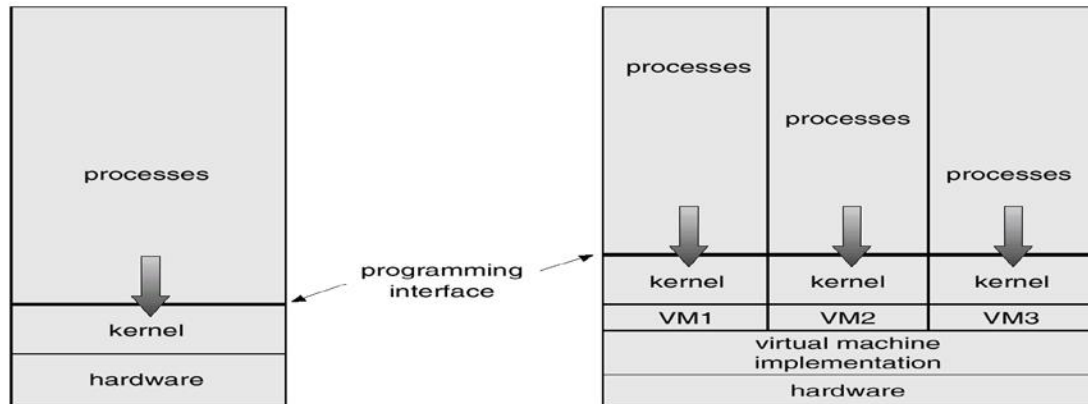 processes
kernel
hardware
programming
interface
processes
processes
processes
kernel kernel kernel
VM1 VM2 VM3
virtual machine
implementation
hardware